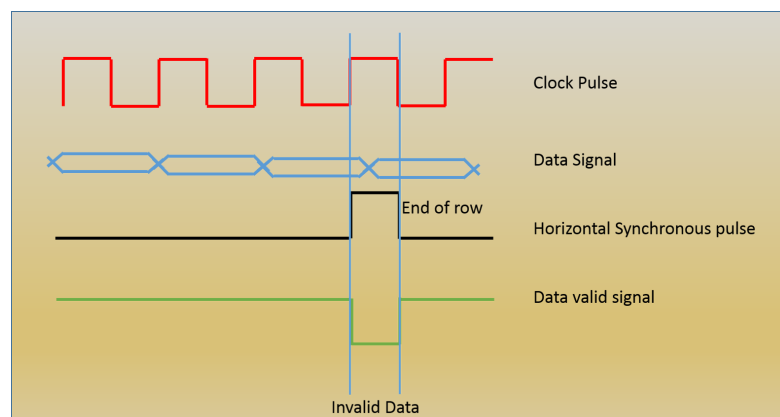 Clock Pulse
Data Signal
End of row
Horizontal Synchronous pulse
Data valid signal
Invalid Data